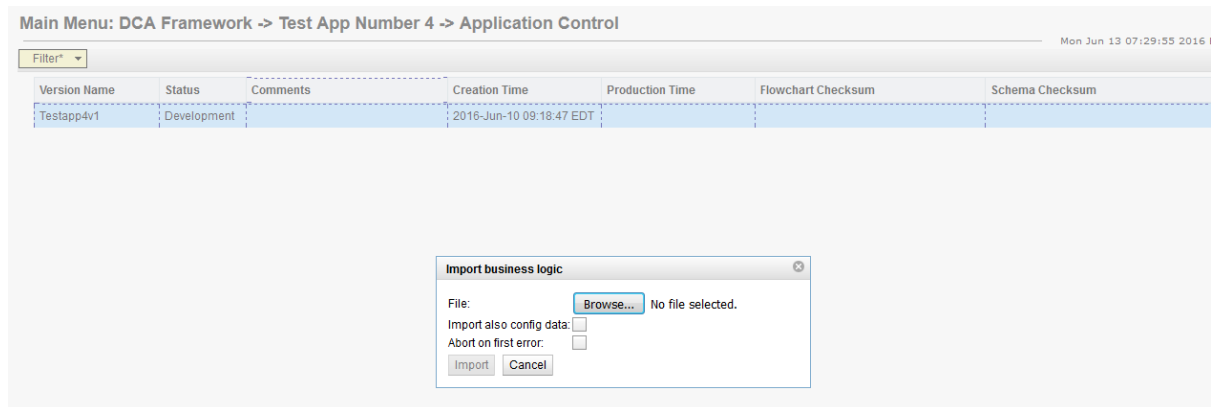 Main Menu: DCA Framework -> Test App Number 4 -> Application Control
Mon Jun 13 07:29:55 2016
Filter*
Version Name Status Comments Creation Time Production Time Flowchart Checksum Schema Checksum
Testapp4v1 Development 2016-Jun-10 09:18:47 EDT
Import business logic
File: Browse... No file selected.
Import also config data:
Abort on first error:
Import Cancel